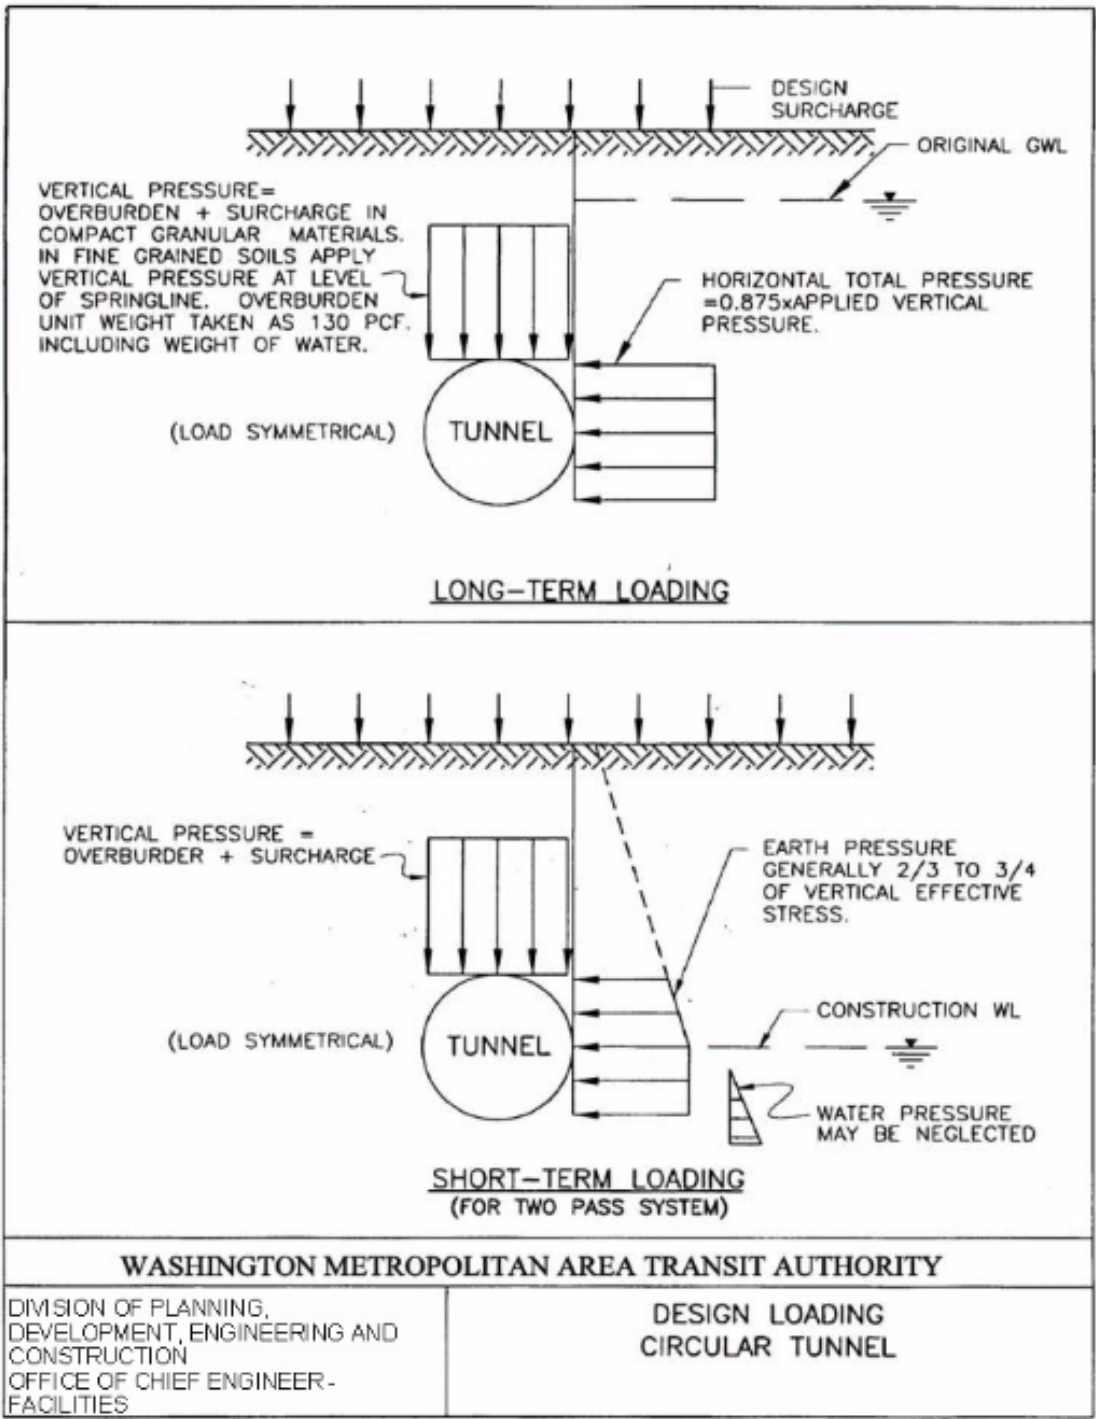 DESIGN
SURCHARGE
ORIGINAL GWL
VERTICAL PRESSURE=
OVERBURDEN + SURCHARGE IN
COMPACT GRANULAR MATERIALS.
IN FINE GRAINED SOILS APPLY
VERTICAL PRESSURE AT LEVEL
OF SPRINGLINE. OVERBURDEN
UNIT WEIGHT TAKEN AS 130 PCF.
INCLUDING WEIGHT OF WATER.
HORIZONTAL TOTAL PRESSURE
=0.875xAPPLIED VERTICAL
PRESSURE.
(LOAD SYMMETRICAL)
TUNNEL
LONG-TERM LOADING
VERTICAL PRESSURE =
OVERBURDER + SURCHARGE
EARTH PRESSURE
GENERALLY 2/3 TO 3/4
OF VERTICAL EFFECTIVE
STRESS.
CONSTRUCTION WL
(LOAD SYMMETRICAL)
TUNNEL
WATER PRESSURE
MAY BE NEGLECTED
SHORT-TERM LOADING
(FOR TWO PASS SYSTEM)
WASHINGTON METROPOLITAN AREA TRANSIT AUTHORITY
DIVISION OF PLANNING,
DEVELOPMENT, ENGINEERING AND
CONSTRUCTION
OFFICE OF CHIEF ENGINEER-
FACILITIES
DESIGN LOADING
CIRCULAR TUNNEL